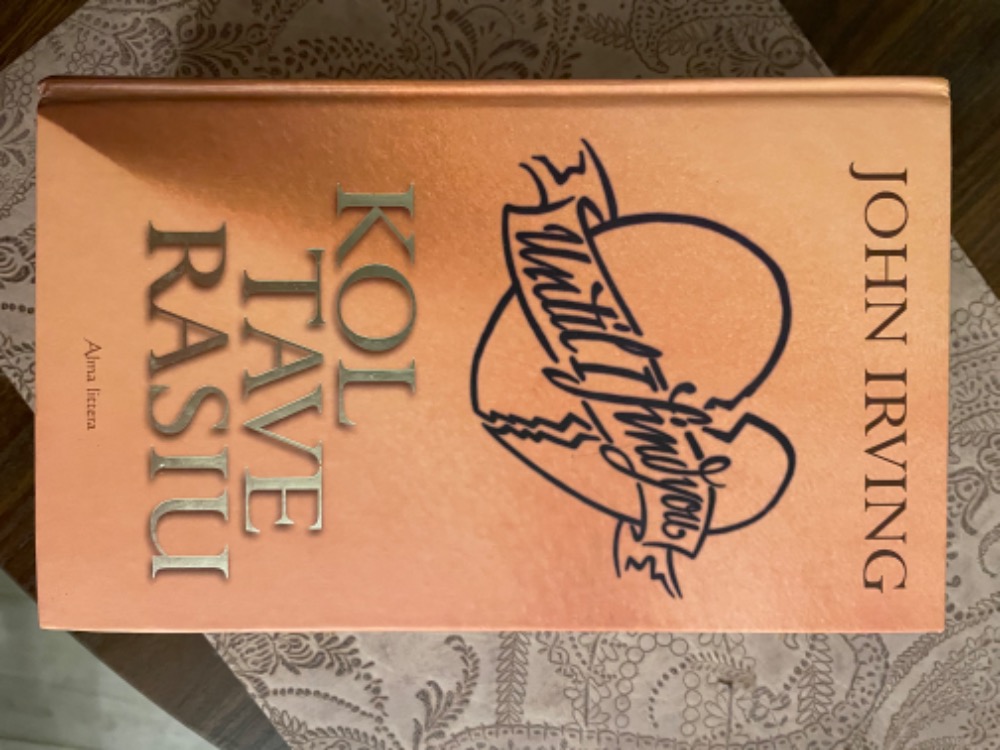 JOHN IRVING
Until I find you
KOL
TAVE
RASIU
Alma littera